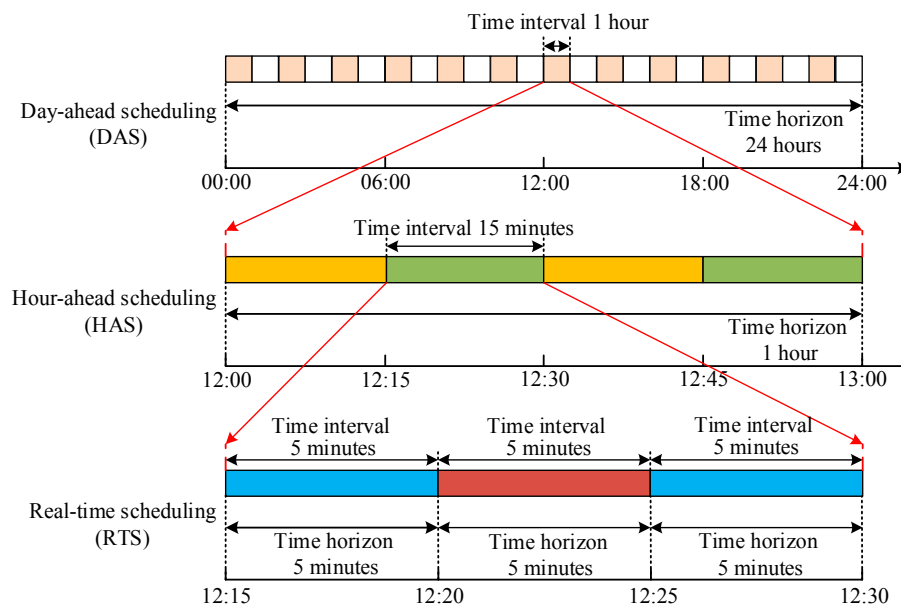 Time interval 1 hour
Day-ahead scheduling
(DAS)
Time horizon
24 hours
00:00
06:00
12:00
18:00
24:00
Time interval 15 minutes
Hour-ahead scheduling
(HAS)
Time horizon
1 hour
12:00
12:15
12:30
12:45
13:00
Time interval
5 minutes
Time interval
5 minutes
Time interval
5 minutes
Real-time scheduling
(RTS)
Time horizon
5 minutes
Time horizon
5 minutes
Time horizon
5 minutes
12:15
12:20
12:25
12:30